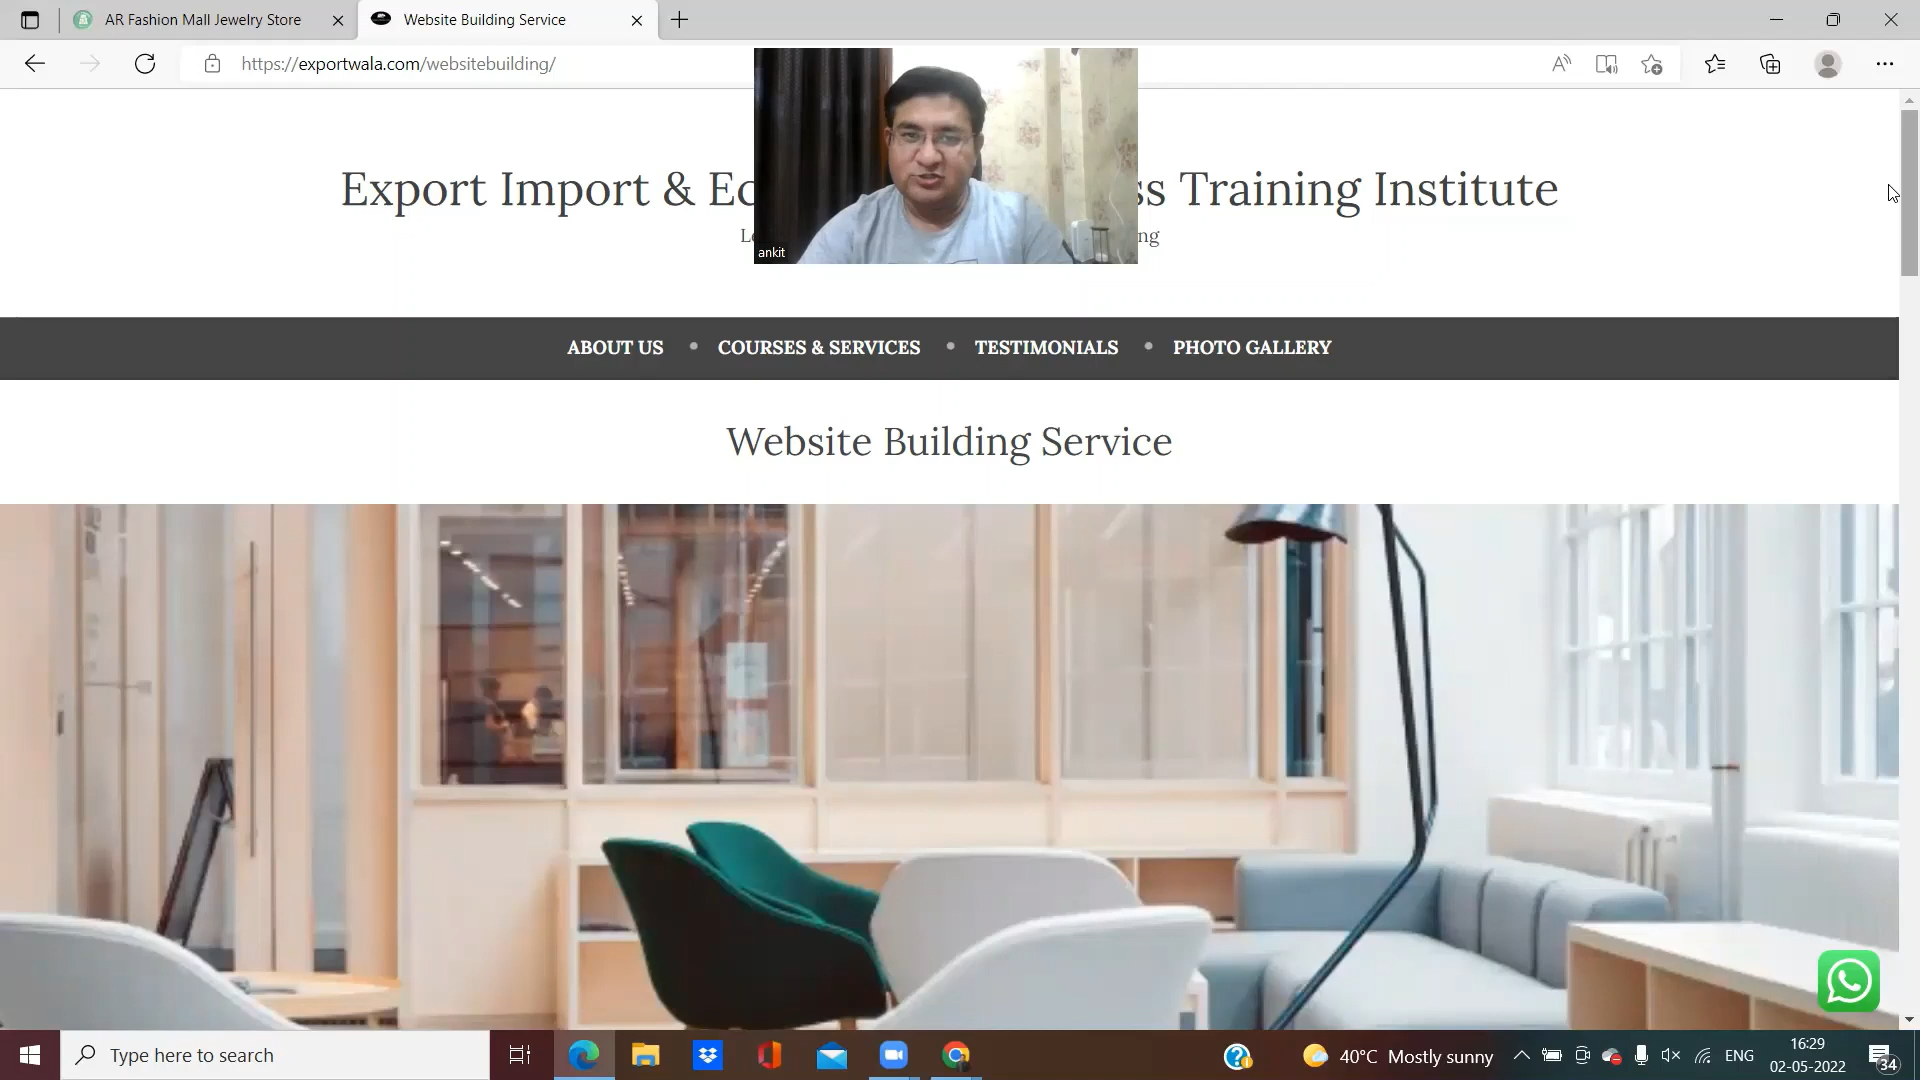 AR Fashion Mall Jewelry Store
Website Building Service
https://exportwala.com/websitebuilding/
Export Import & Ec
ss Training Institute
ng
ankit
ABOUT US • COURSES & SERVICES • TESTIMONIALS • PHOTO GALLERY
Website Building Service
Type here to search
40°C Mostly sunny
ENG
16:29
02-05-2022
34